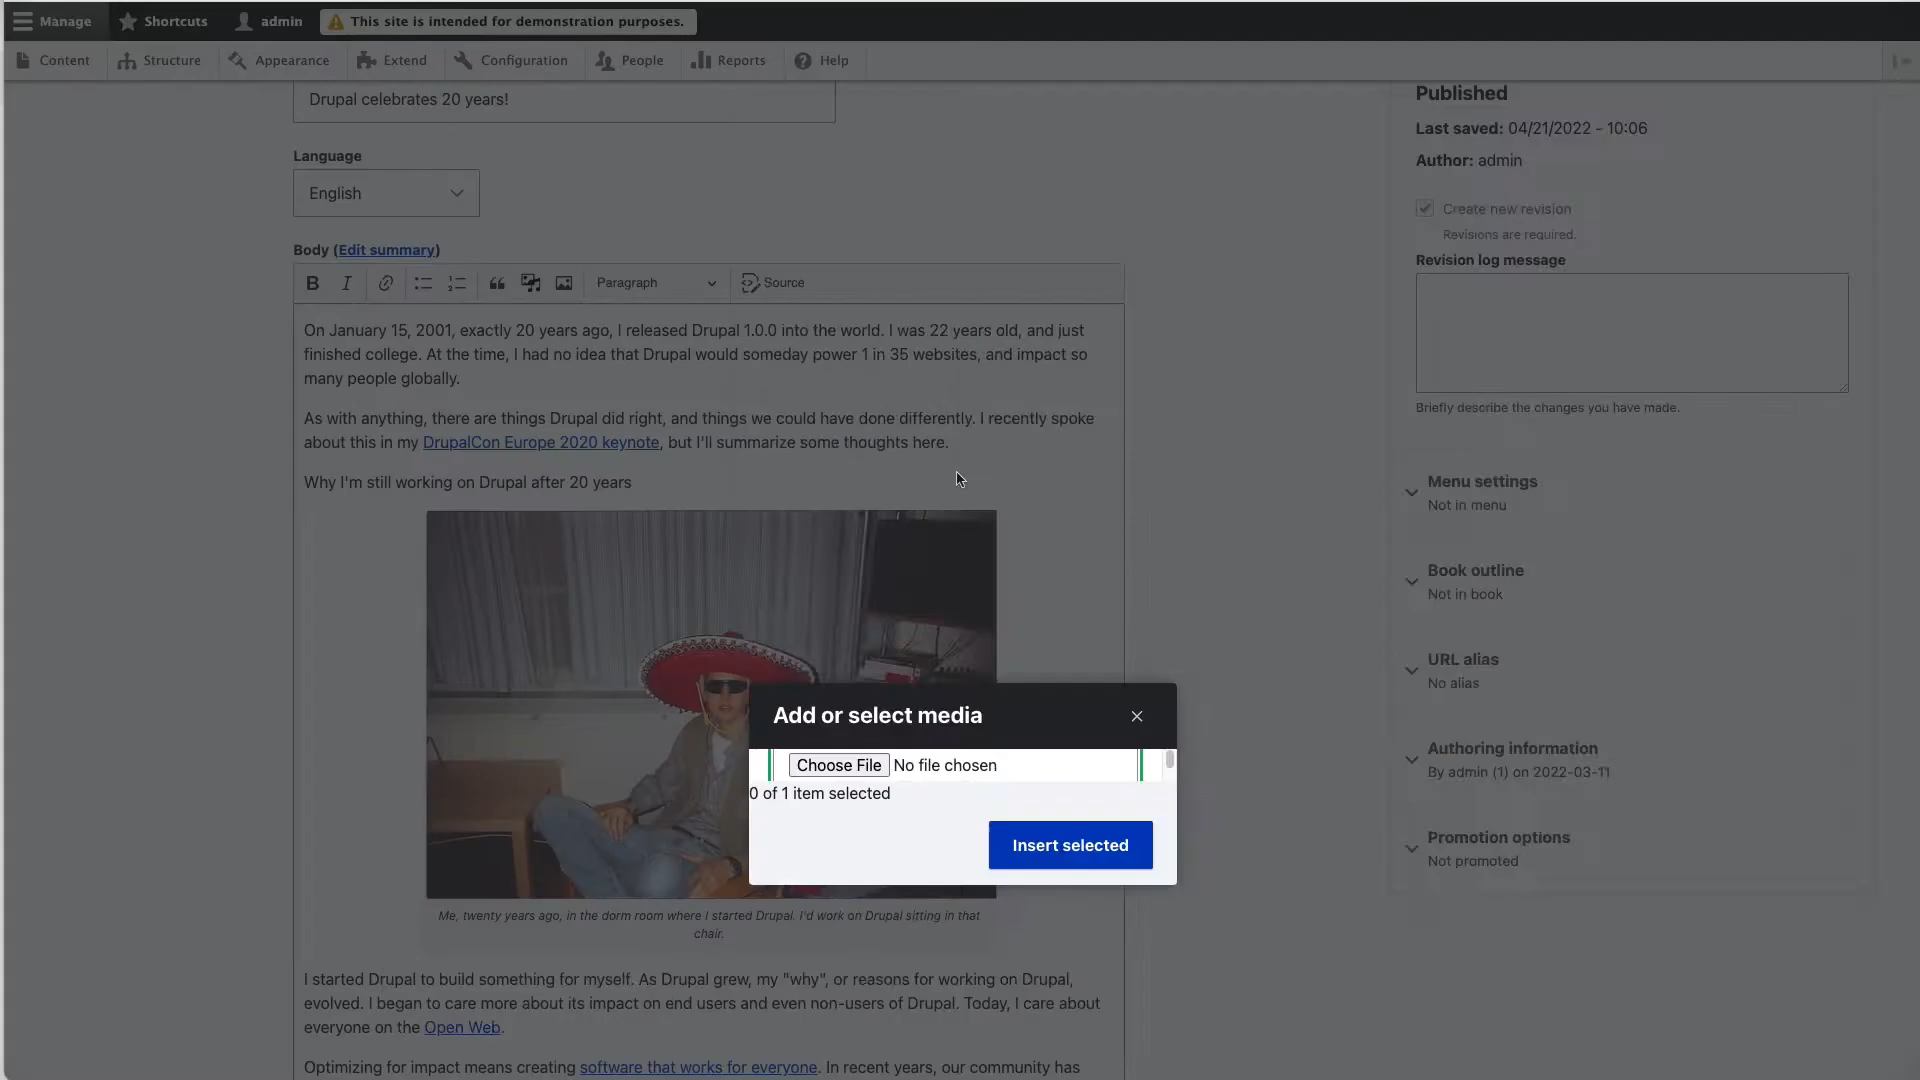 Manage
Shortcuts
admin
This site is intended for demonstration purposes.
Content
Structure
Appearance
Extend
Configuration
People
Reports
Help
Drupal celebrates 20 years!
Language
English
Body (Edit summary)
B I
Paragraph
Source
On January 15, 2001, exactly 20 years ago, I released Drupal 1.0.0 into the world. I was 22 years old, and just
finished college. At the time, I had no idea that Drupal would someday power 1 in 35 websites, and impact so
many people globally.
As with anything, there are things Drupal did right, and things we could have done differently. I recently spoke
about this in my DrupalCon Europe 2020 keynote, but I'll summarize some thoughts here.
Why I'm still working on Drupal after 20 years
Me, twenty years ago, in the dorm room where I started Drupal. I'd work on Drupal sitting in that
chair.
I started Drupal to build something for myself. As Drupal grew, my "why", or reasons for working on Drupal,
evolved. I began to care more about its impact on end users and even non-users of Drupal. Today, I care about
everyone on the Open Web.
Optimizing for impact means creating software that works for everyone. In recent years, our community has
Add or select media
Choose File No file chosen
0 of 1 item selected
Insert selected
Published
Last saved: 04/21/2022 - 10:06
Author: admin
Create new revision
Revisions are required.
Revision log message
Briefly describe the changes you have made.
Menu settings
Not in menu
Book outline
Not in book
URL alias
No alias
Authoring information
By admin (1) on 2022-03-11
Promotion options
Not promoted